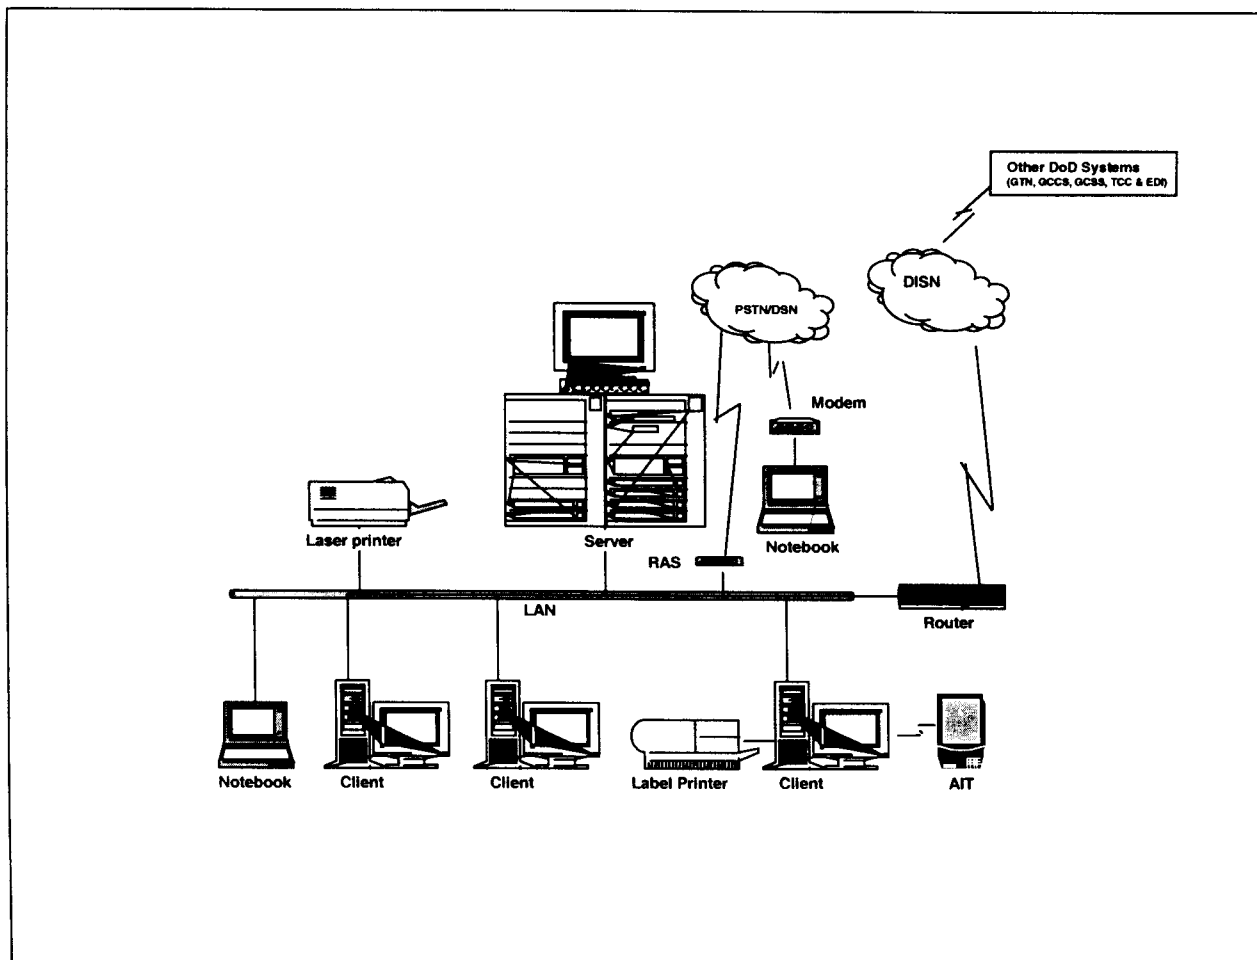 Other DoD Systems
(GTN, GCCS, GCSS, TCC & EDI)
DISN
PSTN/DSN
Modem
Laser printer
Server
Notebook
RAS
LAN
Router
Notebook
Client
Client
Label Printer
Client
AIT